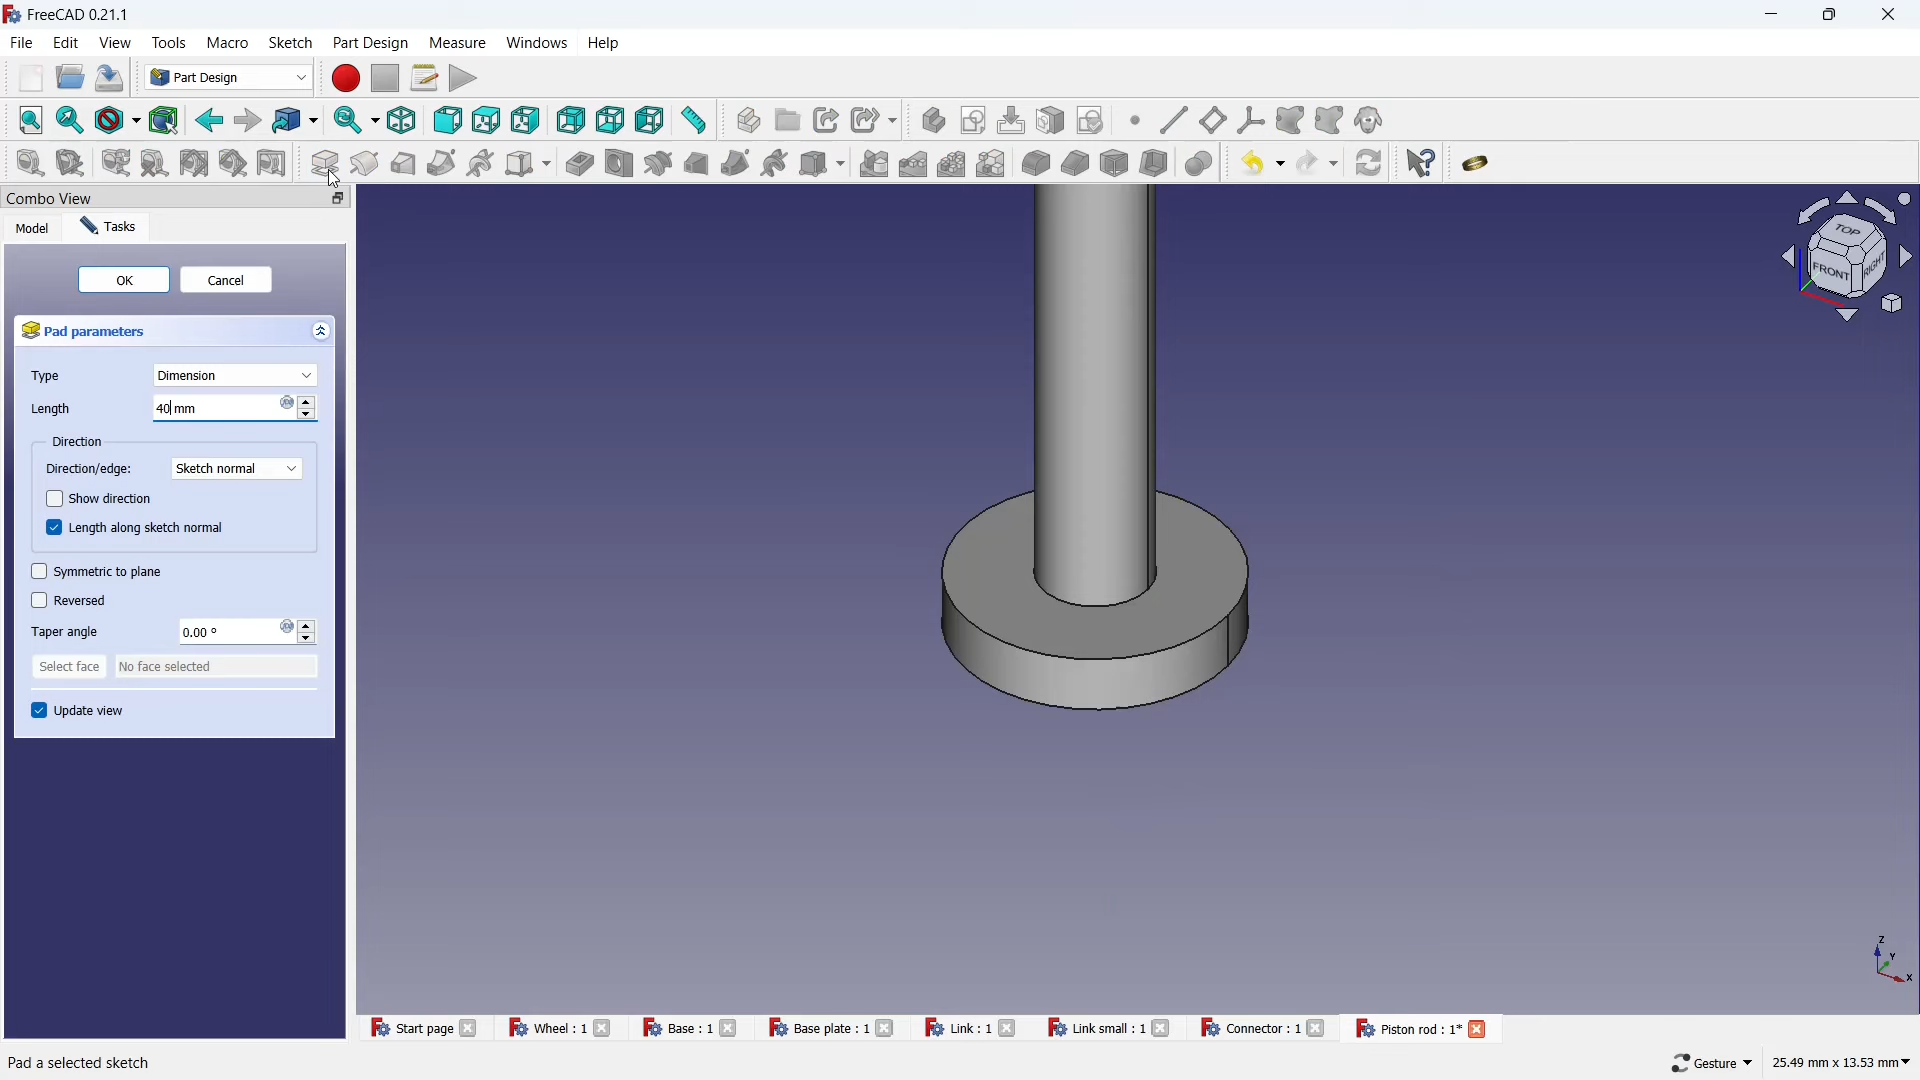 FreeCAD 0.21.1
File Edit View Tools Macro Sketch Part Design Measure Windows Help
Part Design
Combo View
Model Tasks
OK Cancel
Pad parameters
Type Dimension
Length 40 mm
Direction
Direction/edge: Sketch normal
Show direction
Length along sketch normal
Symmetric to plane
Reversed
Taper angle 0.00 °
Select face No face selected
Update view
TOP
FRONT RIGHT
Z
Y
X
Start page Wheel : 1 Base : 1 Base plate : 1 Link : 1 Link small : 1 Connector : 1 Piston rod : 1*
Pad a selected sketch Gesture 25.49 mm x 13.53 mm